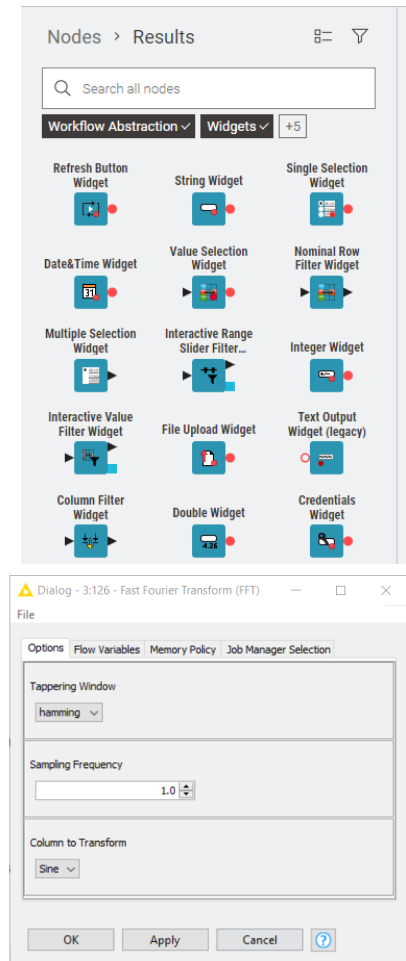 Nodes > Results
Search all nodes
Workflow Abstraction Widgets +5
Refresh Button
Widget
String Widget
Single Selection
Widget
Date&Time Widget
Value Selection
Widget
Nominal Row
Filter Widget
Multiple Selection
Widget
Interactive Range
Slider Filter...
Integer Widget
Interactive Value
Filter Widget
File Upload Widget
Text Output
Widget (legacy)
Column Filter
Widget
Double Widget
Credentials
Widget
31
4.26
Dialog - 3:126 - Fast Fourier Transform (FFT)
File
Options Flow Variables Memory Policy Job Manager Selection
Tappering Window
hamming
Sampling Frequency
1.0
Column to Transform
Sine
OK Apply Cancel ?